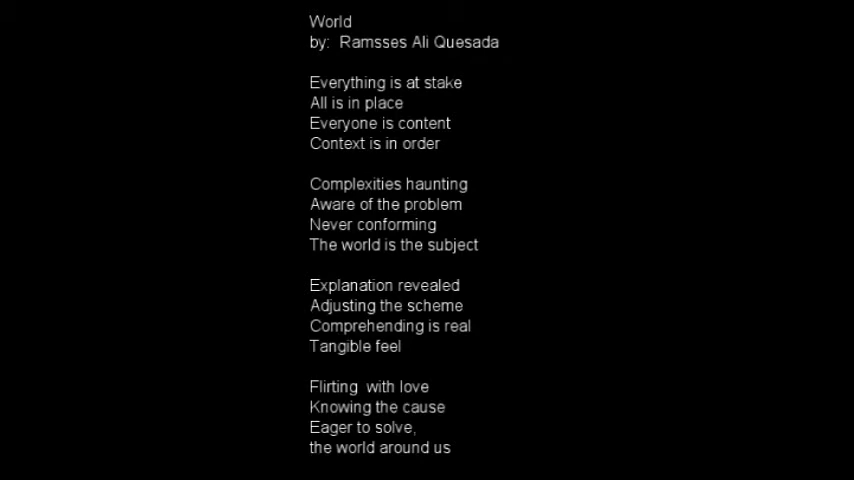 World
by:  Ramsses Ali Quesada
Everything is at stake
All is in place
Everyone is content
Context is in order
Complexities haunting
Aware of the problem
Never conforming
The world is the subject
Explanation revealed
Adjusting the scheme
Comprehending is real
Tangible feel
Flirting  with love
Knowing the cause
Eager to solve,
the world around us